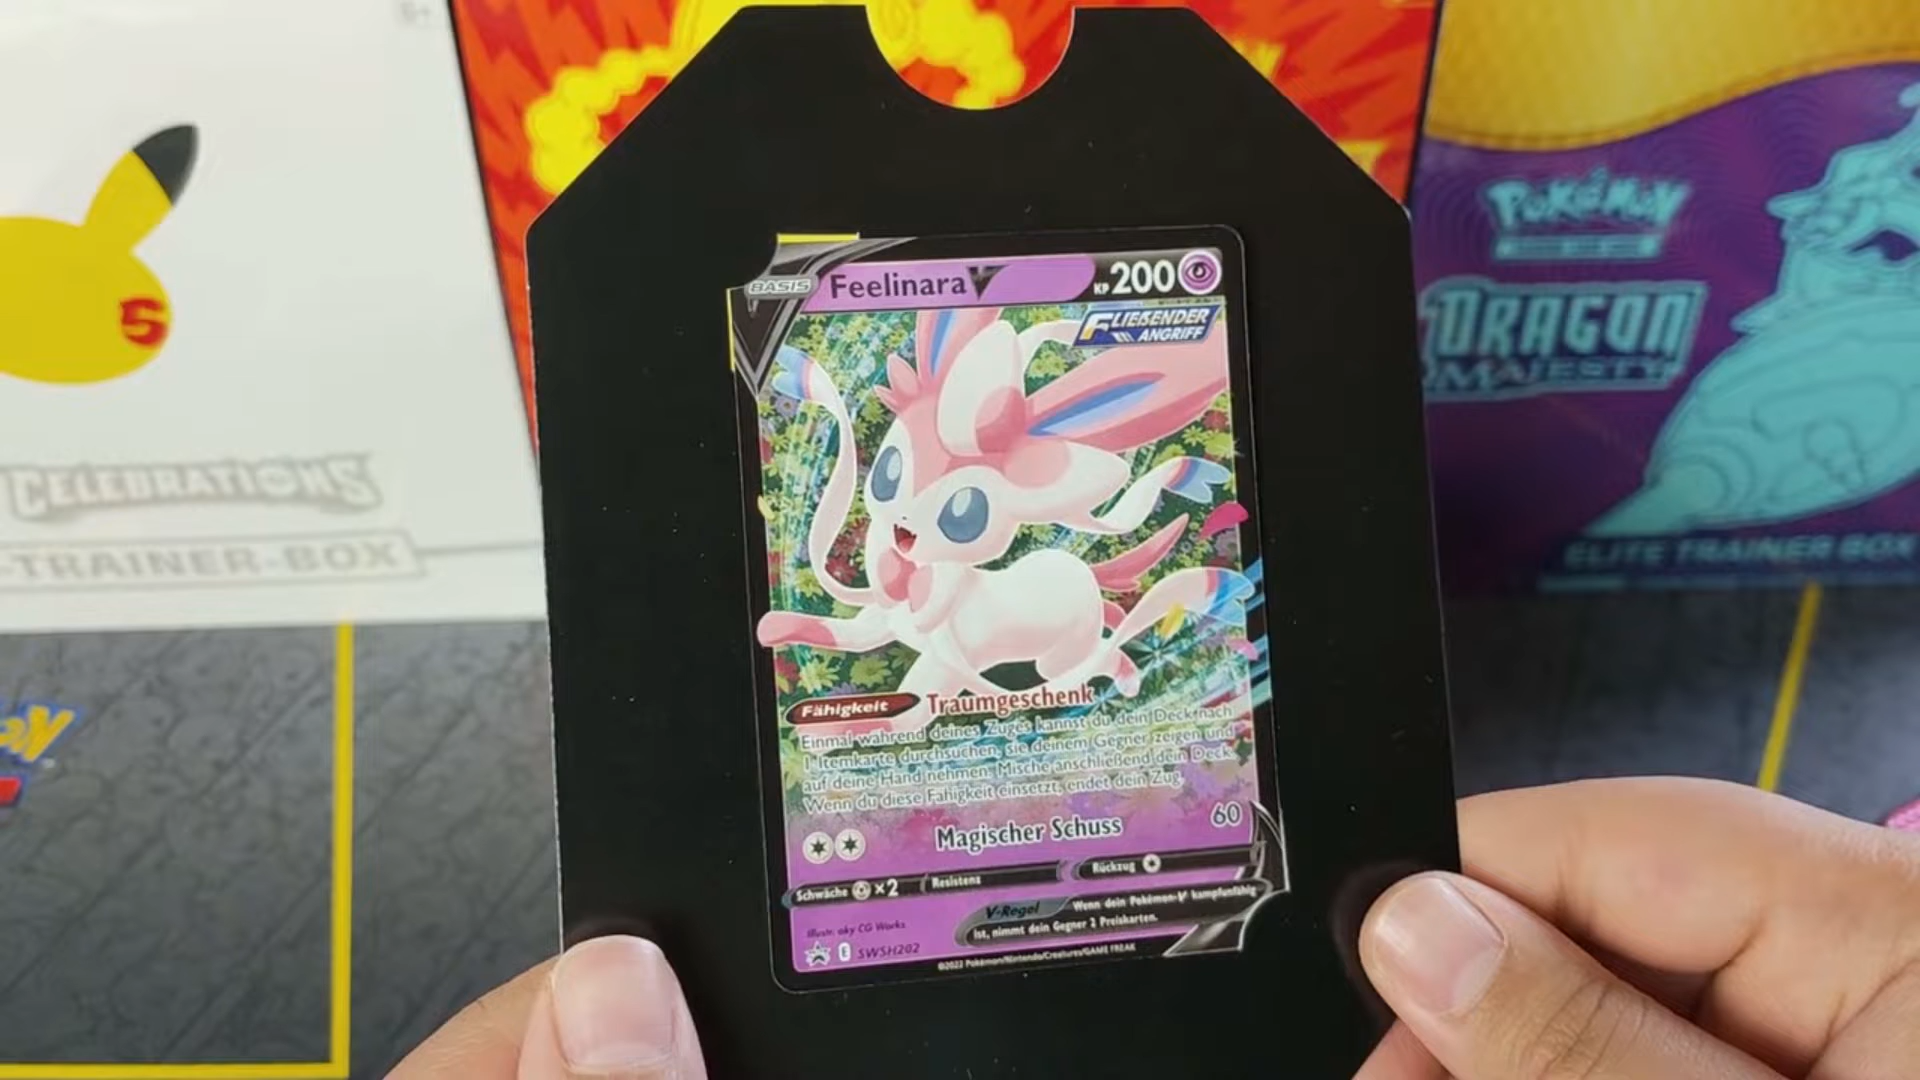 5
CELEBRATIONS
-TRAINER-BOX
POKÉMON
DRAGON
MAJESTY
ELITE TRAINER BOX
BASIS
Feelinara V
KP 200
FLIEẞENDER
ANGRIFF
Fähigkeit Traumgeschenk
Einmal während deines Zuges kannst du dein Deck nach
1 Itemkarte durchsuchen, sie deinem Gegner zeigen und
auf deine Hand nehmen. Mische anschließend dein Deck.
Wenn du diese Fähigkeit einsetzt, endet dein Zug.
Magischer Schuss 60
Schwäche ×2 Resistenz Rückzug
V-Regel Wenn dein Pokémon-V kampfunfähig
ist, nimmt dein Gegner 2 Preiskarten.
Illustr. aky CG Works
E SWSH202
©2022 Pokémon/Nintendo/Creatures/GAME FREAK